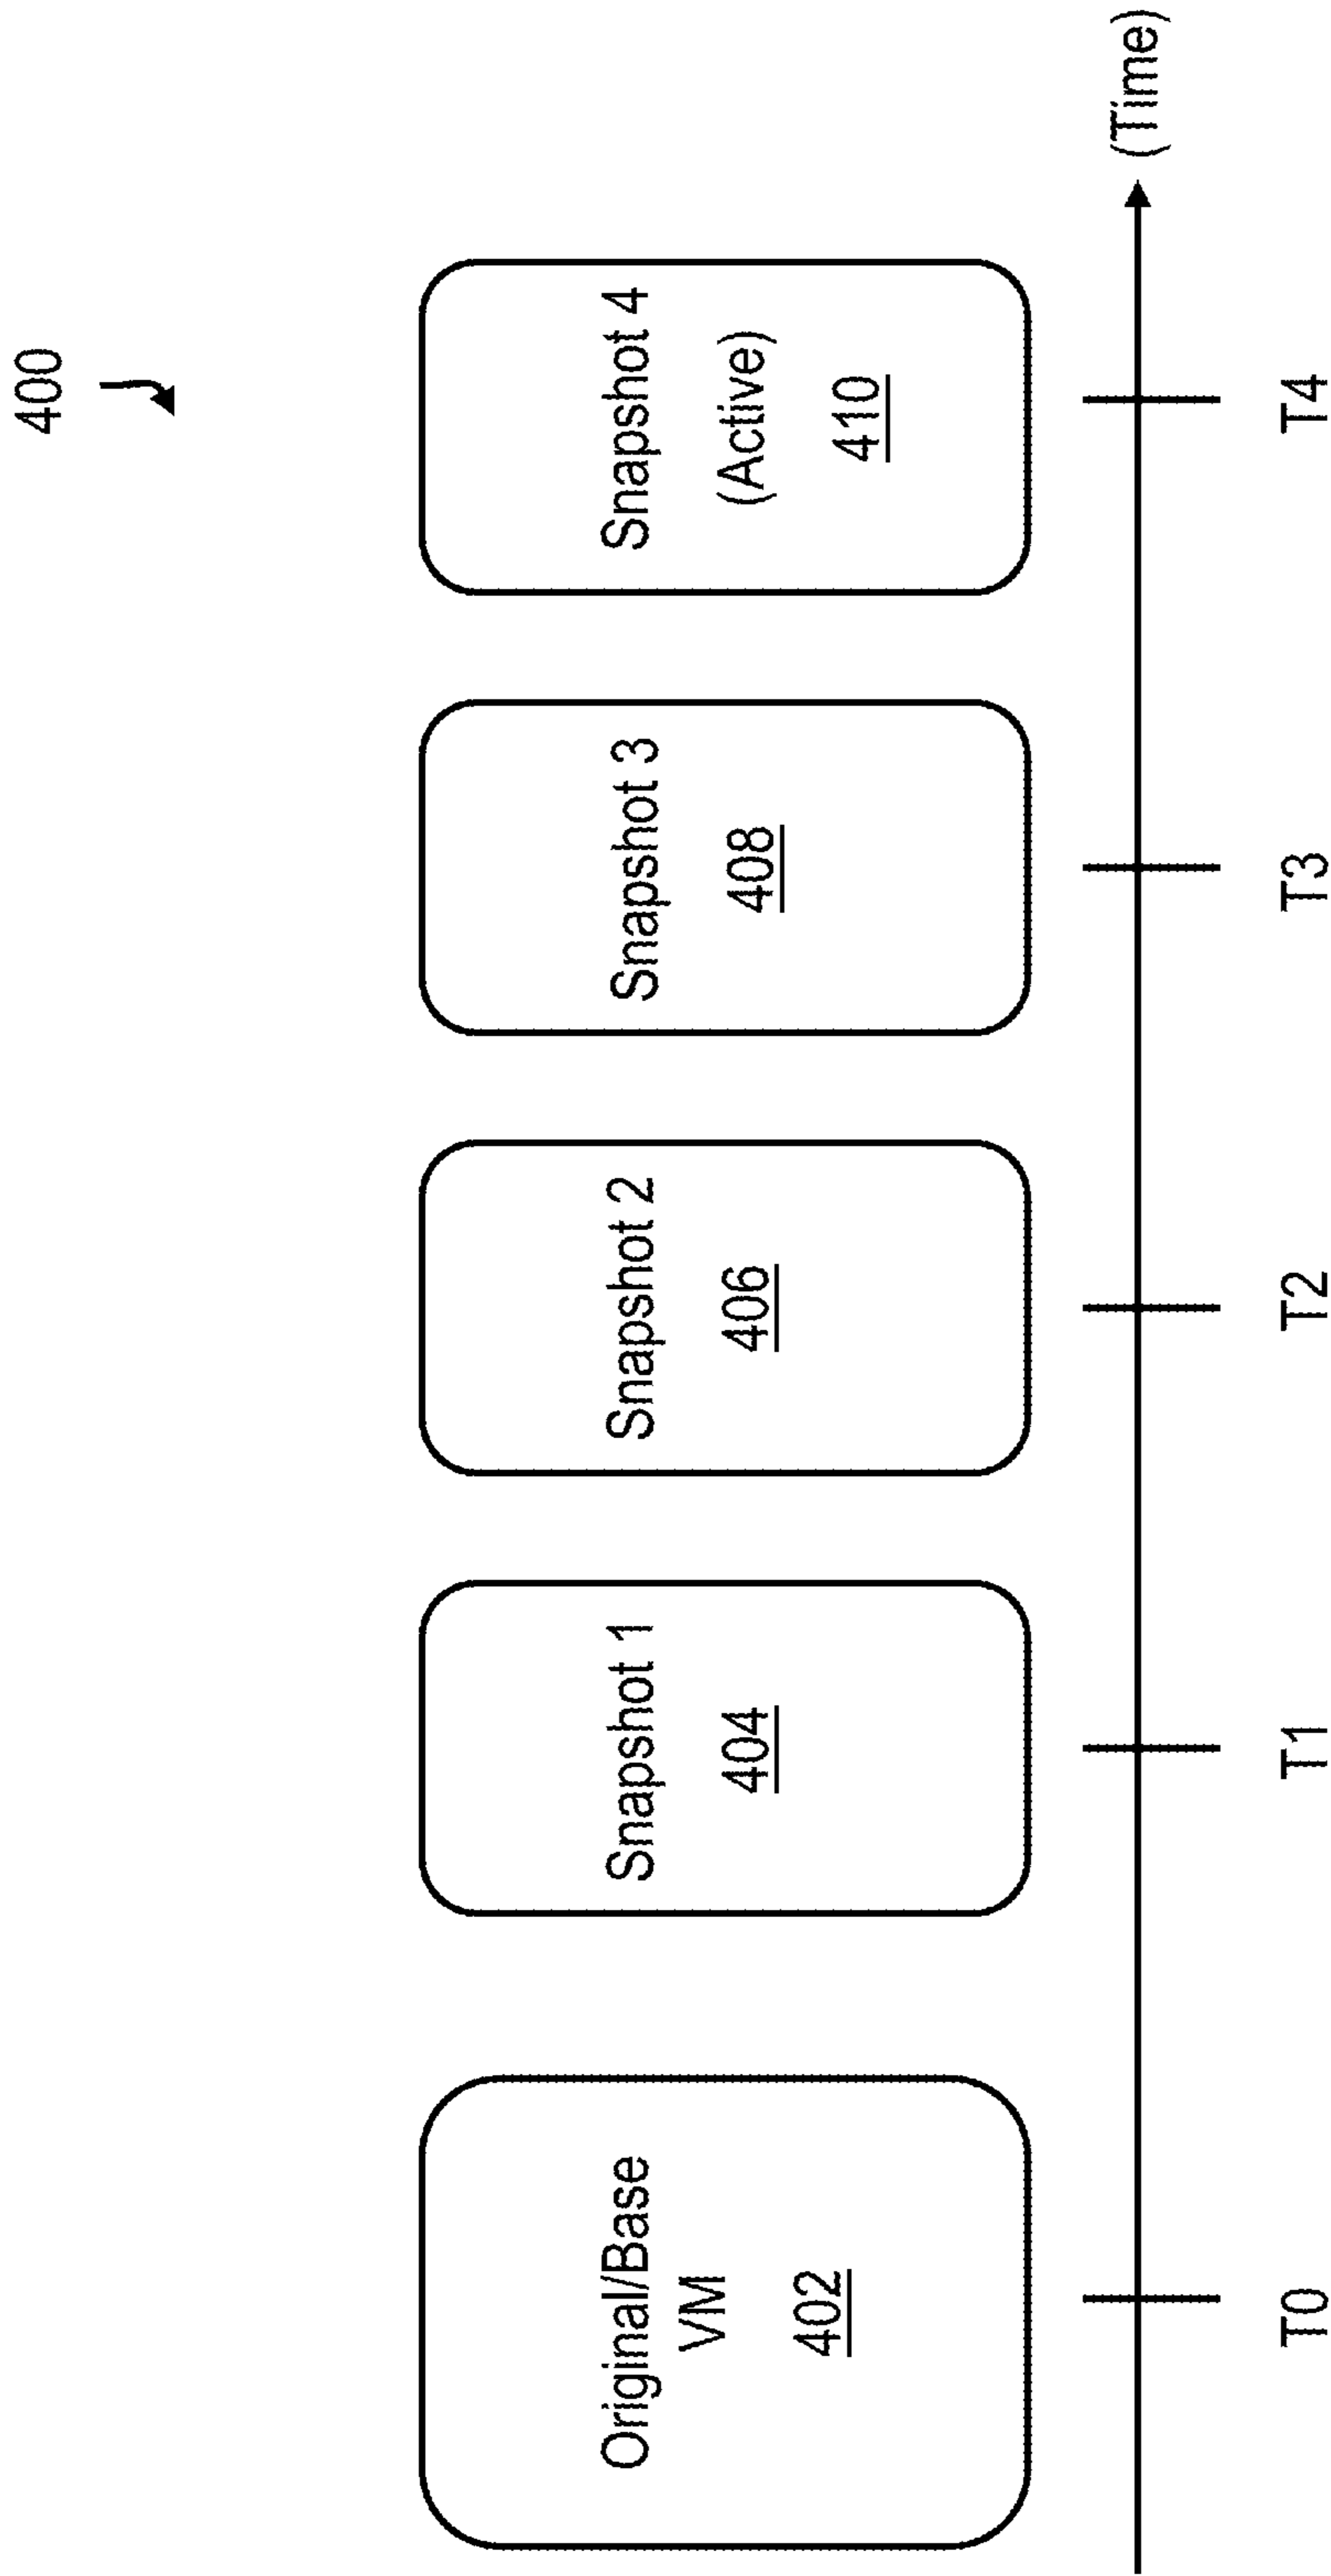 400
Original/Base
VM
402
Snapshot 1
404
Snapshot 2
406
Snapshot 3
408
Snapshot 4
(Active)
410
(Time)
T0
T1
T2
T3
T4